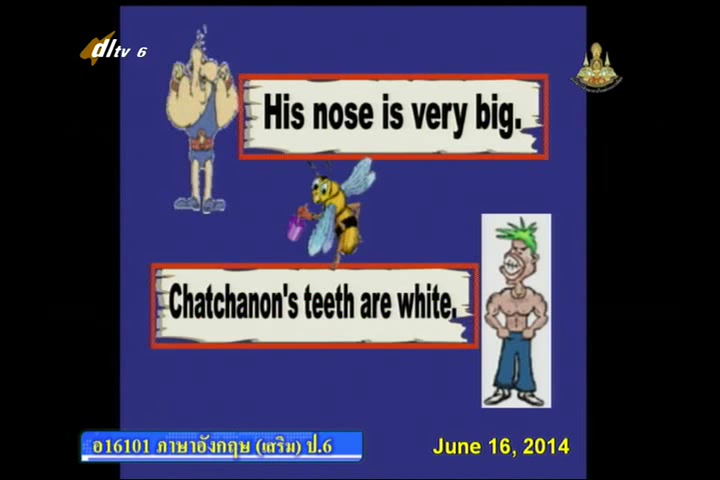 dltv 6
His nose is very big.
Chatchanon's teeth are white.
อ16101 ภาษาอังกฤษ (เสริม) ป.6
June 16, 2014